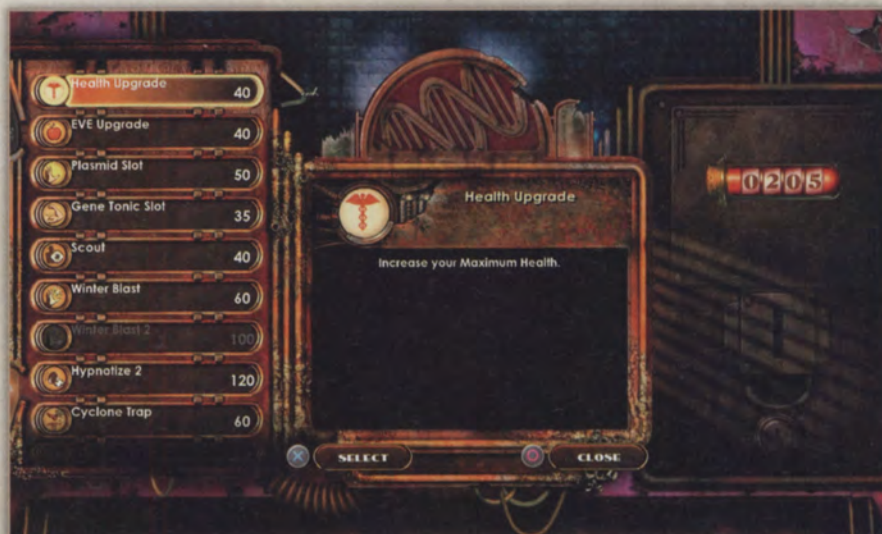 Health Upgrade 40
EVE Upgrade 40
Plasmid Slot 50
Gene Tonic Slot 35
Scout 40
Winter Blast 60
Winter Blast 2 100
Hypnotize 2 120
Cyclone Trap 60
Health Upgrade
Increase your Maximum Health.
SELECT
CLOSE
0205